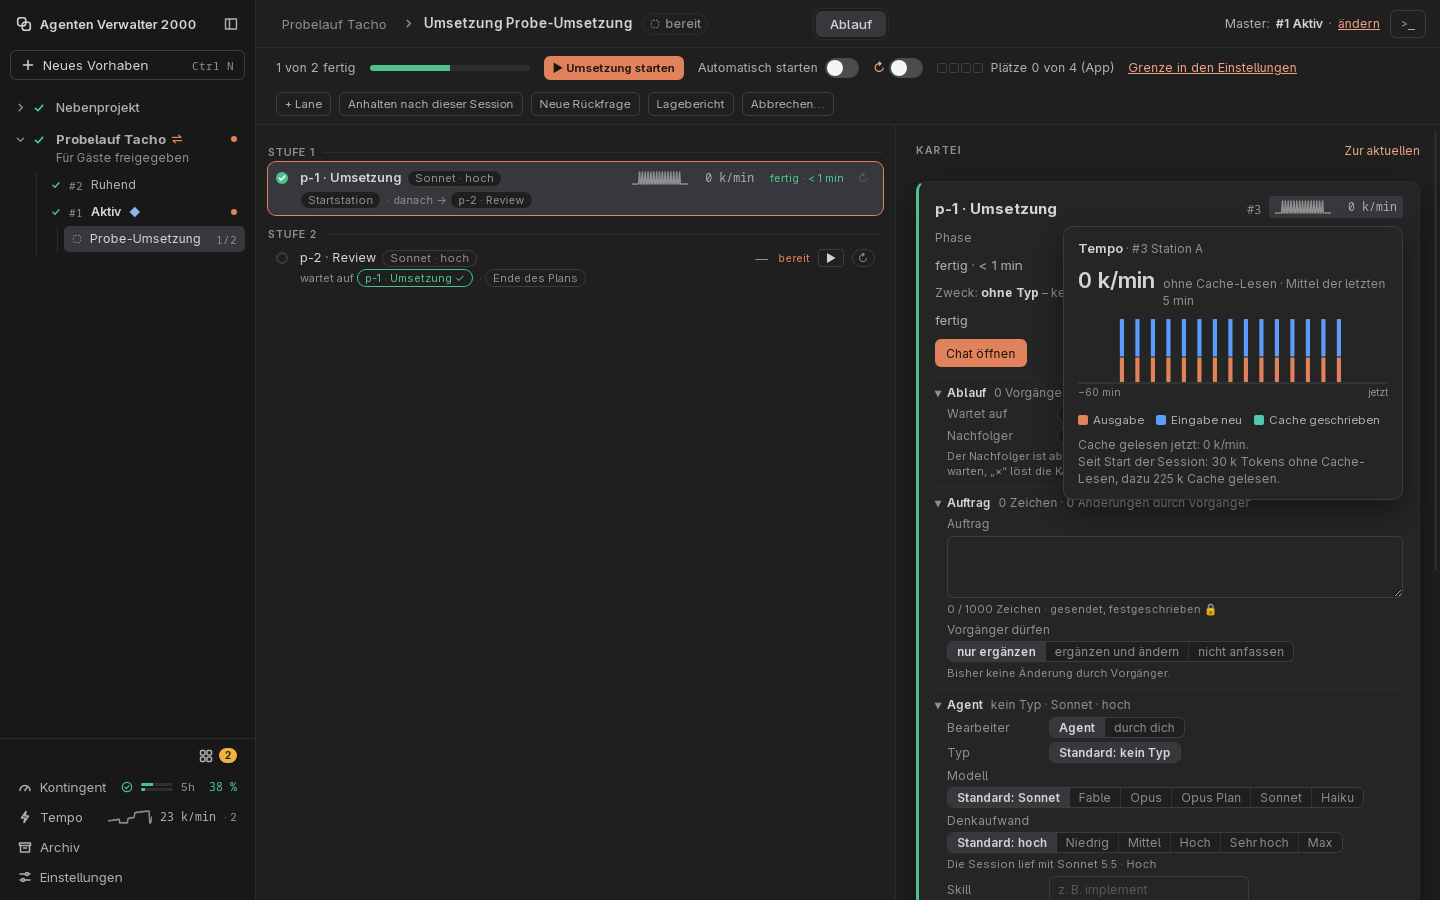 Agenten Verwalter 2000
Probelauf Tacho
Umsetzung Probe-Umsetzung
bereit
Ablauf
Master: #1 Aktiv · ändern
>_
Neues Vorhaben Ctrl N
Nebenprojekt
Probelauf Tacho
Für Gäste freigegeben
#2 Ruhend
#1 Aktiv
Probe-Umsetzung 1/2
2
Kontingent 5h 38 %
Tempo 23 k/min · 2
Archiv
Einstellungen
1 von 2 fertig
Umsetzung starten
Automatisch starten
Plätze 0 von 4 (App)
Grenze in den Einstellungen
+ Lane
Anhalten nach dieser Session
Neue Rückfrage
Lagebericht
Abbrechen…
STUFE 1
p-1 · Umsetzung Sonnet · hoch 0 k/min fertig · < 1 min
Startstation · danach → p-2 · Review
STUFE 2
p-2 · Review Sonnet · hoch — bereit
wartet auf p-1 · Umsetzung ✓ · Ende des Plans
KARTEI
Zur aktuellen
p-1 · Umsetzung #3 0 k/min
Phase
fertig · < 1 min
Zweck: ohne Typ – ke
fertig
Chat öffnen
Tempo · #3 Station A
0 k/min ohne Cache-Lesen · Mittel der letzten
5 min
−60 min jetzt
Ausgabe Eingabe neu Cache geschrieben
Cache gelesen jetzt: 0 k/min.
Seit Start der Session: 30 k Tokens ohne Cache-
Lesen, dazu 225 k Cache gelesen.
▾ Ablauf 0 Vorgänge
Wartet auf
Nachfolger
Der Nachfolger ist ab
warten, „×“ löst die K
▾ Auftrag 0 Zeichen · 0 Änderungen durch Vorgänger
Auftrag
0 / 1000 Zeichen · gesendet, festgeschrieben 🔒
Vorgänger dürfen
nur ergänzen ergänzen und ändern nicht anfassen
Bisher keine Änderung durch Vorgänger.
▾ Agent kein Typ · Sonnet · hoch
Bearbeiter Agent durch dich
Typ Standard: kein Typ
Modell
Standard: Sonnet Fable Opus Opus Plan Sonnet Haiku
Denkaufwand
Standard: hoch Niedrig Mittel Hoch Sehr hoch Max
Die Session lief mit Sonnet 5.5 · Hoch
Skill z. B. implement